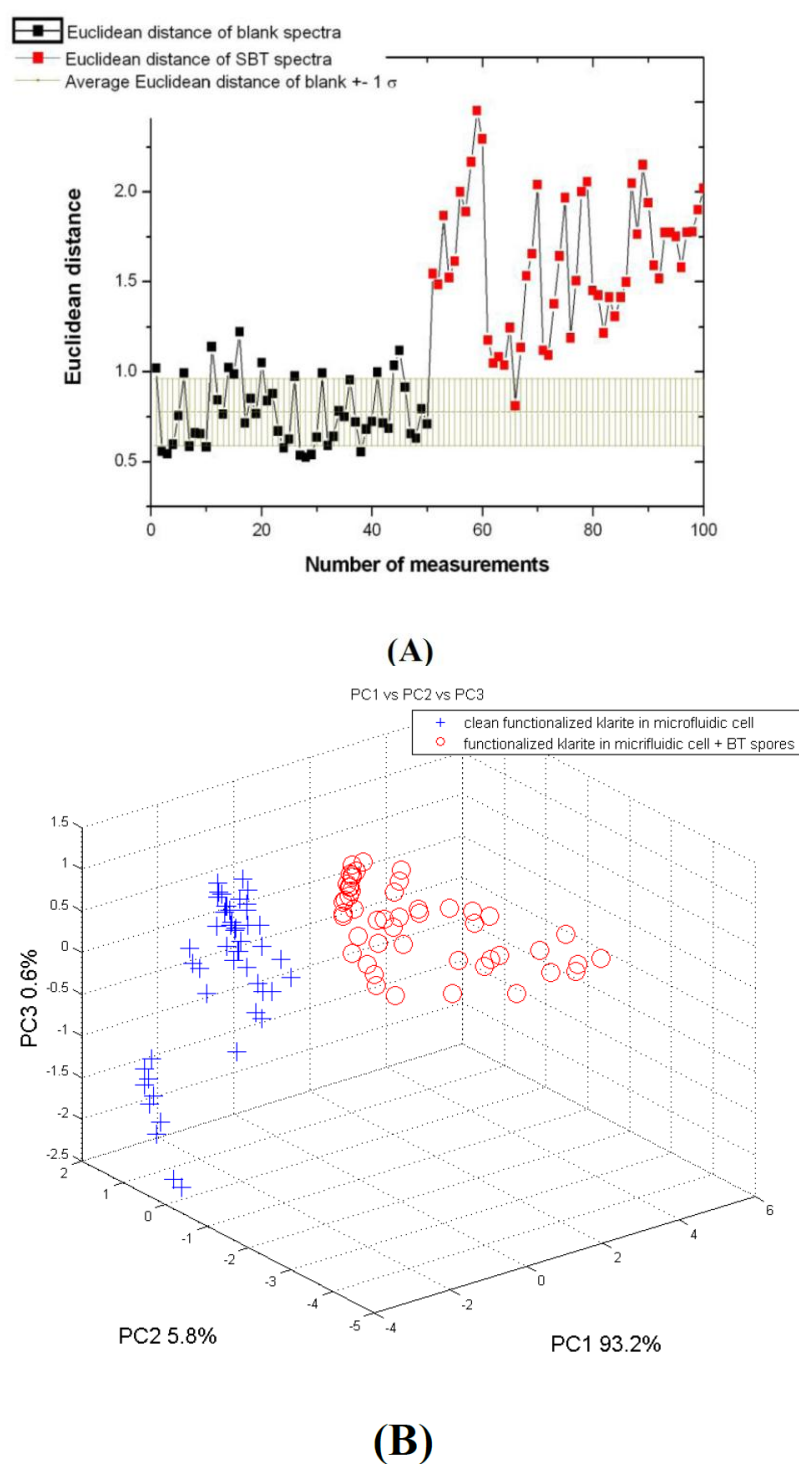 Euclidean distance of blank spectra
Euclidean distance of SBT spectra
Average Euclidean distance of blank +- 1 σ
Euclidean distance
2.0
1.5
1.0
0.5
0 20 40 60 80 100
Number of measurements
(A)
PC1 vs PC2 vs PC3
clean functionalized klarite in microfluidic cell
functionalized klarite in micrifluidic cell + BT spores
PC3 0.6%
1.5
1
0.5
0
-0.5
-1
-1.5
-2
-2.5
2 1 0 -1 -2 -3 -4 -5
-4 -2 0 2 4 6
PC2 5.8%
PC1 93.2%
(B)